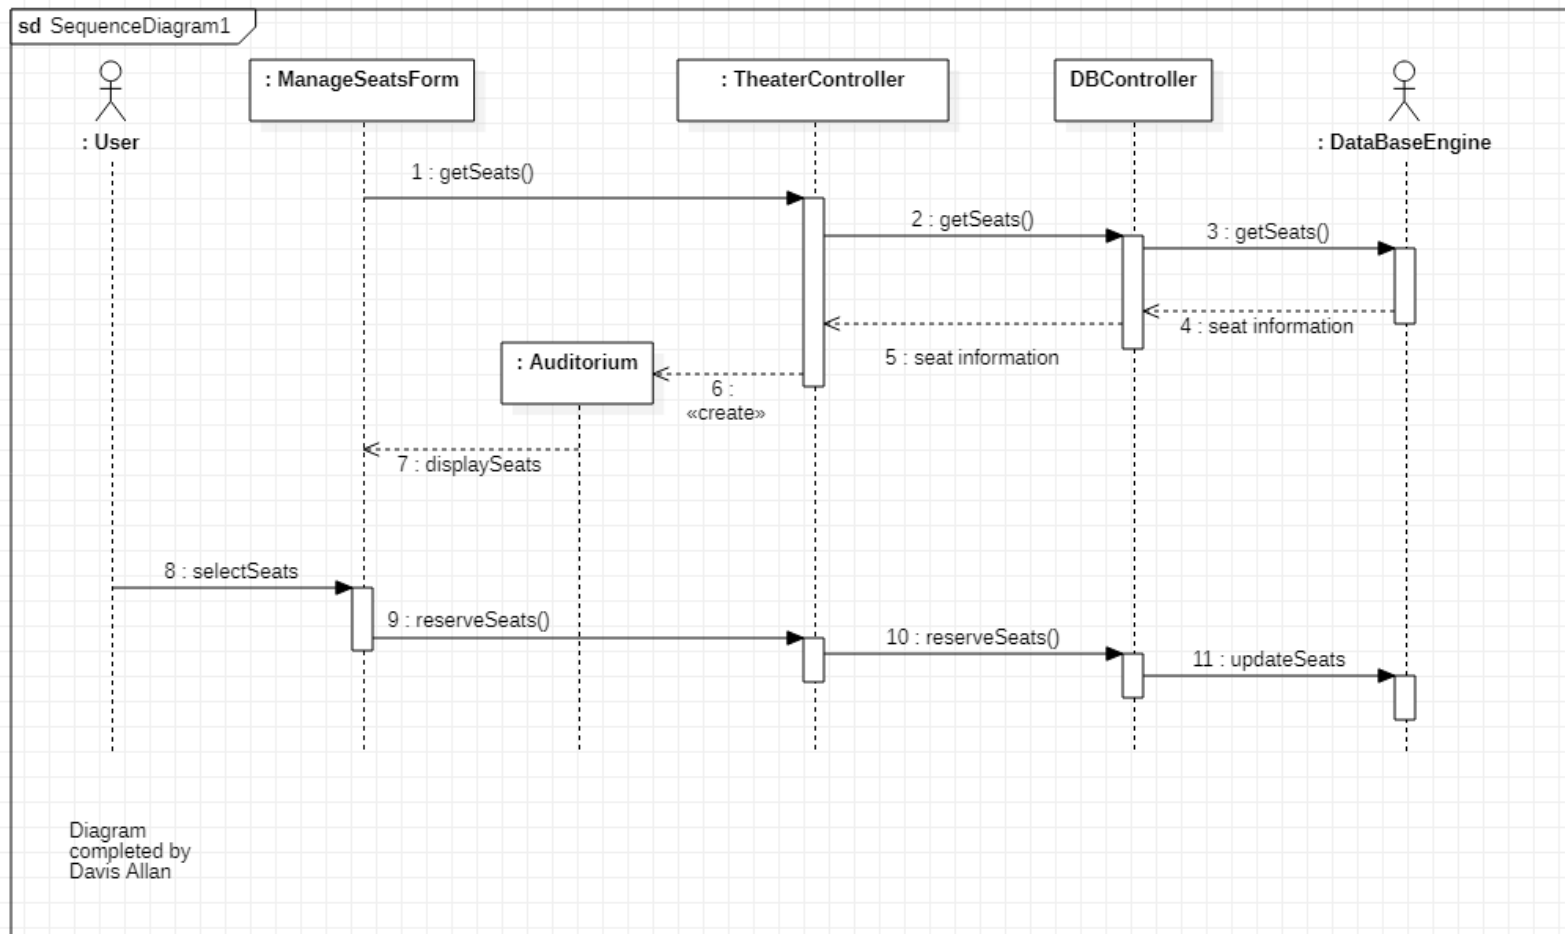 sd SequenceDiagram1
: User
: ManageSeatsForm
: TheaterController
DBController
: DataBaseEngine
1 : getSeats()
2 : getSeats()
3 : getSeats()
4 : seat information
5 : seat information
: Auditorium
6 :
«create»
7 : displaySeats
8 : selectSeats
9 : reserveSeats()
10 : reserveSeats()
11 : updateSeats
Diagram
completed by
Davis Allan